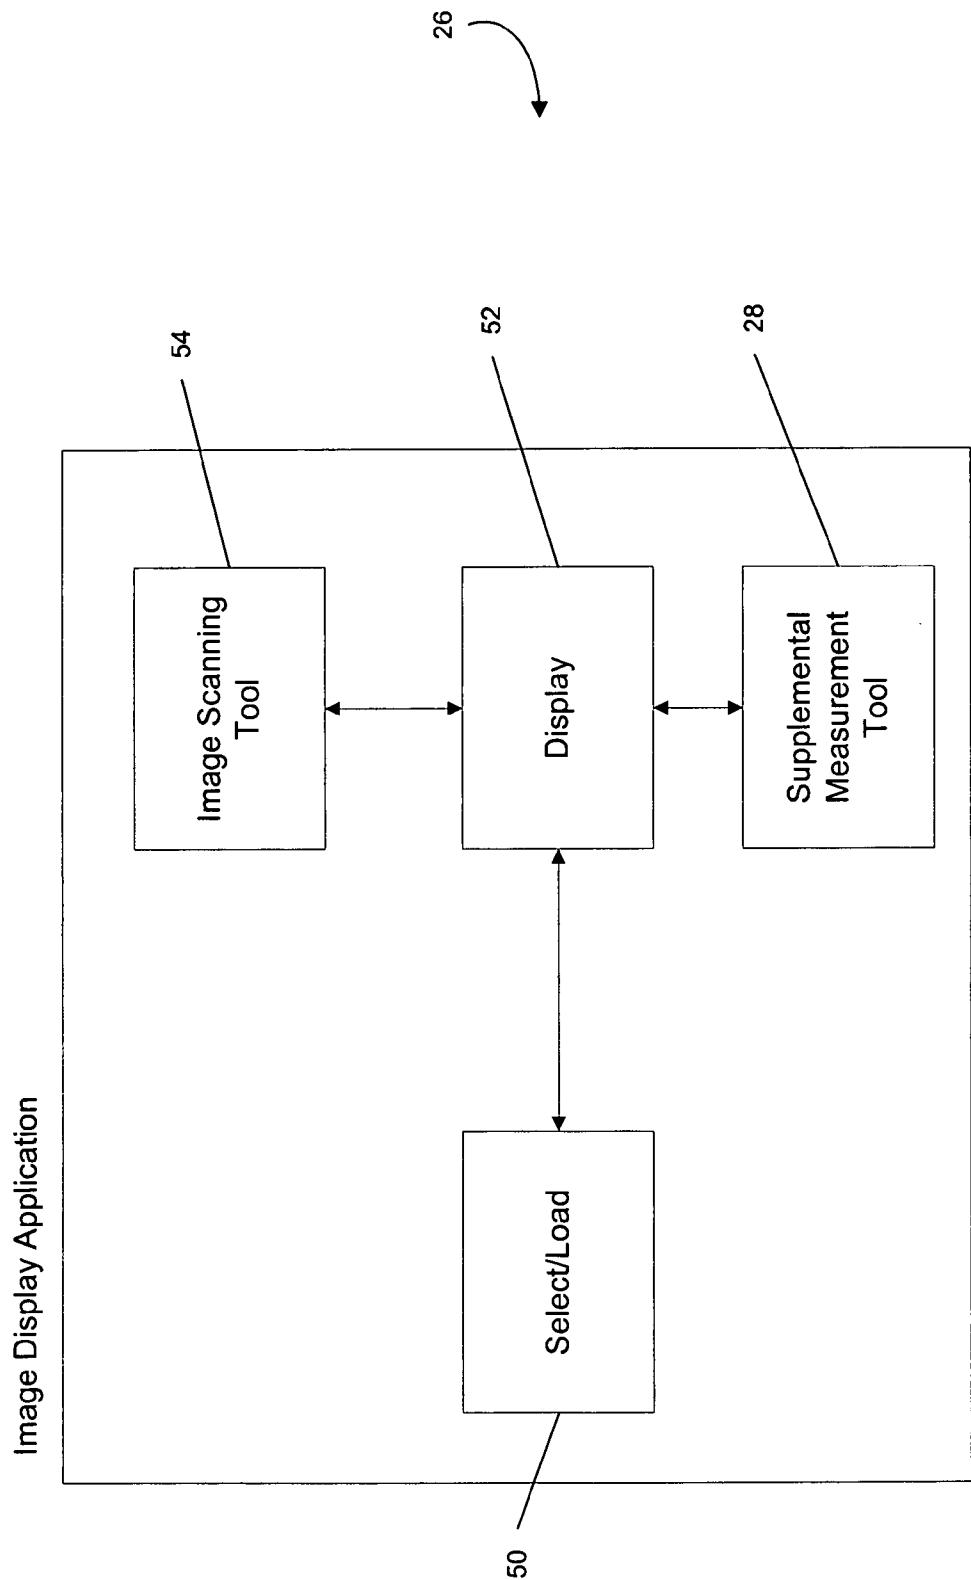 Image Display Application
26
54
Image Scanning
Tool
52
Display
Select/Load
50
28
Supplemental
Measurement
Tool